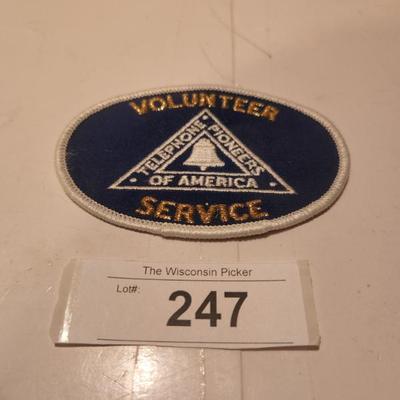 VOLUNTEER
TELEPHONE PIONEERS
OF AMERICA
SERVICE
The Wisconsin Picker
Lot#:
247